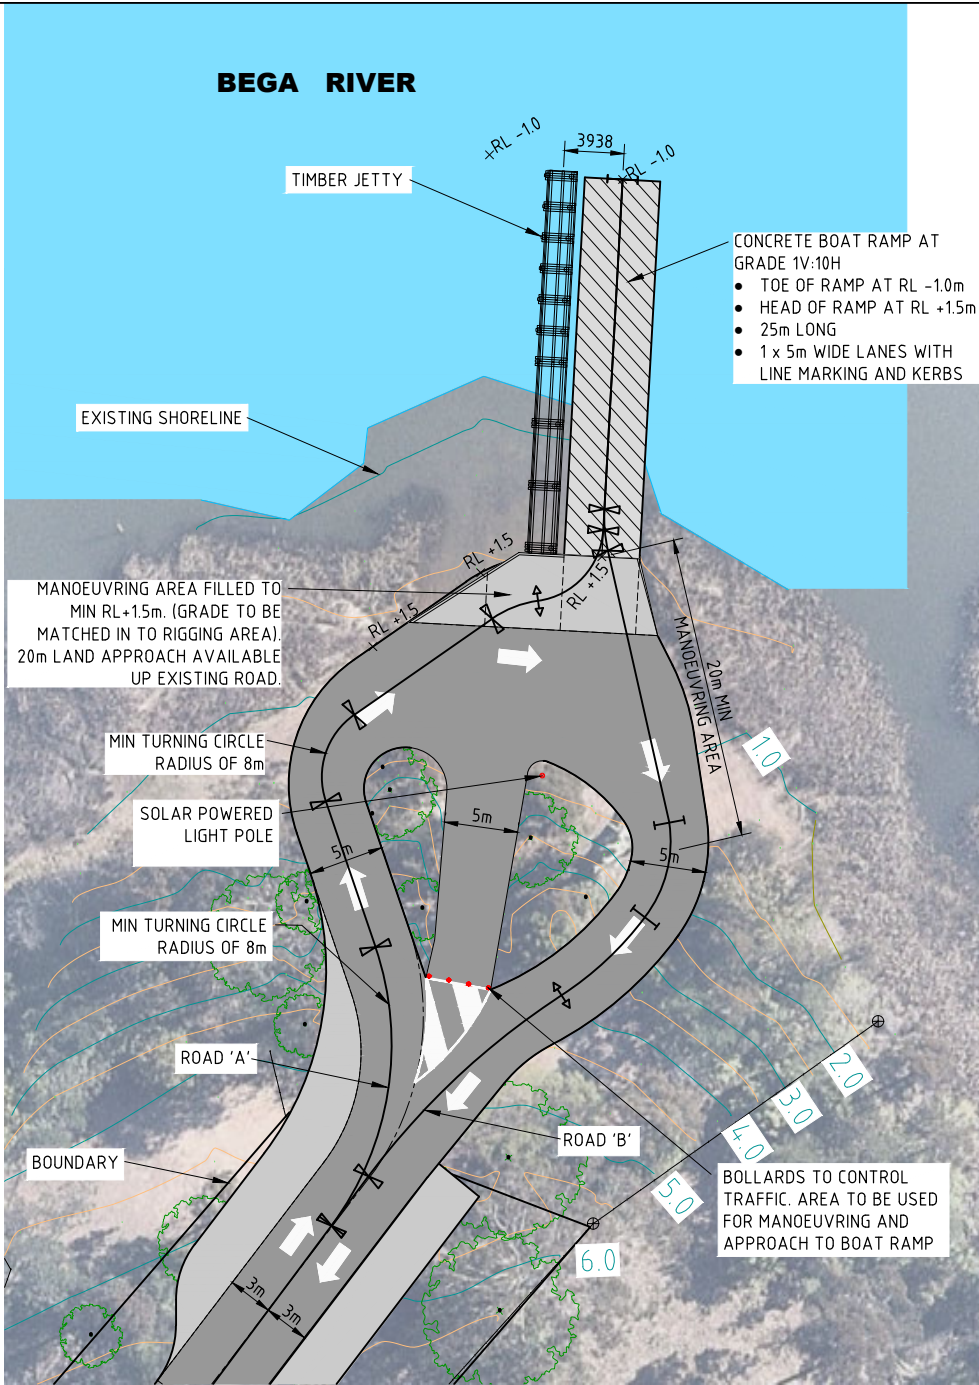 BEGA RIVER
RL -1.0
3938
RL -1.0
TIMBER JETTY
CONCRETE BOAT RAMP AT
GRADE 1V:10H
• TOE OF RAMP AT RL -1.0m
• HEAD OF RAMP AT RL +1.5m
• 25m LONG
• 1 x 5m WIDE LANES WITH
LINE MARKING AND KERBS
EXISTING SHORELINE
RL +1.5
RL +1.5
RL +1.5
MANOEUVRING AREA FILLED TO
MIN RL+1.5m. (GRADE TO BE
MATCHED IN TO RIGGING AREA).
20m LAND APPROACH AVAILABLE
UP EXISTING ROAD.
20m MIN
MANOEUVRING AREA
MIN TURNING CIRCLE
RADIUS OF 8m
1.0
SOLAR POWERED
LIGHT POLE
5m
5m
5m
MIN TURNING CIRCLE
RADIUS OF 8m
ROAD 'A'
2.0
3.0
4.0
5.0
6.0
ROAD 'B'
BOUNDARY
BOLLARDS TO CONTROL
TRAFFIC. AREA TO BE USED
FOR MANOEUVRING AND
APPROACH TO BOAT RAMP
3m
3m